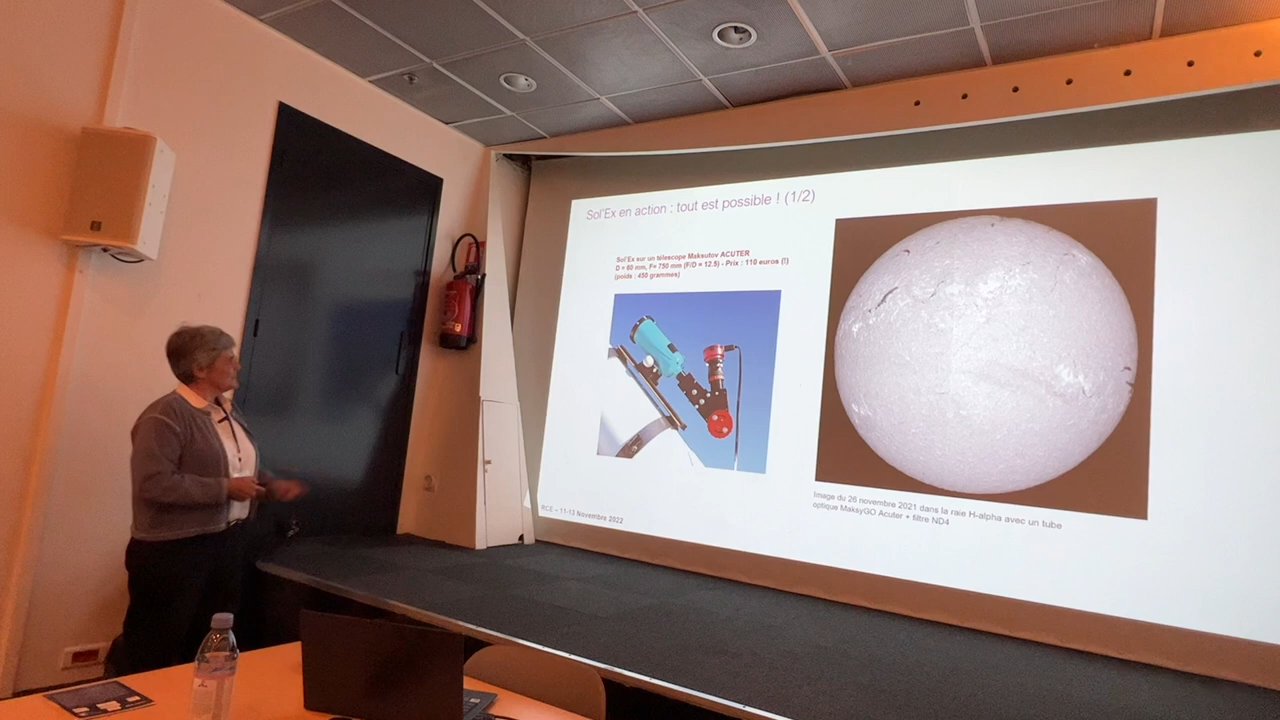 Sol'Ex en action : tout est possible ! (1/2)
Sol'Ex sur un télescope Maksutov ACUTER
D = 60 mm, F= 750 mm (F/D = 12.5) - Prix : 110 euros (!)
(poids : 450 grammes)
Image du 26 novembre 2021 dans la raie H-alpha avec un tube
optique MaksyGO Acuter + filtre ND4
RCE – 11-13 Novembre 2022